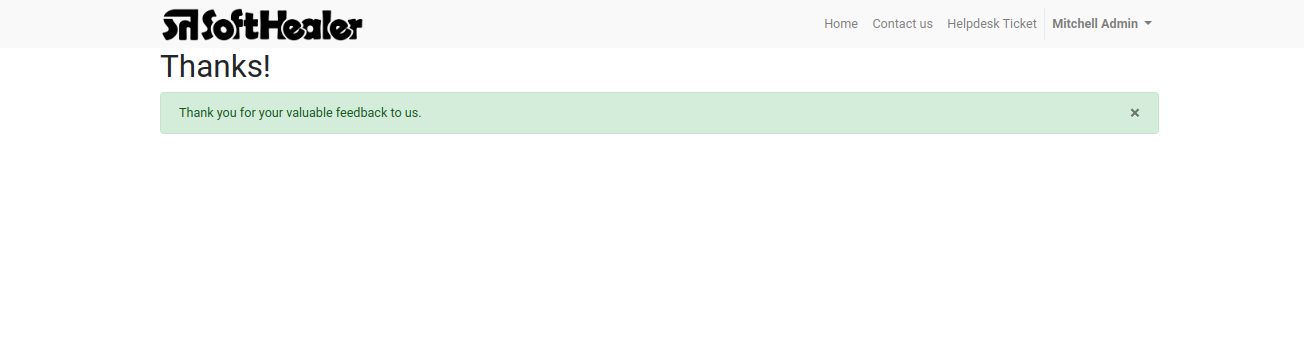 SH SoftHealer
Home Contact us Helpdesk Ticket Mitchell Admin
Thanks!
Thank you for your valuable feedback to us. ×